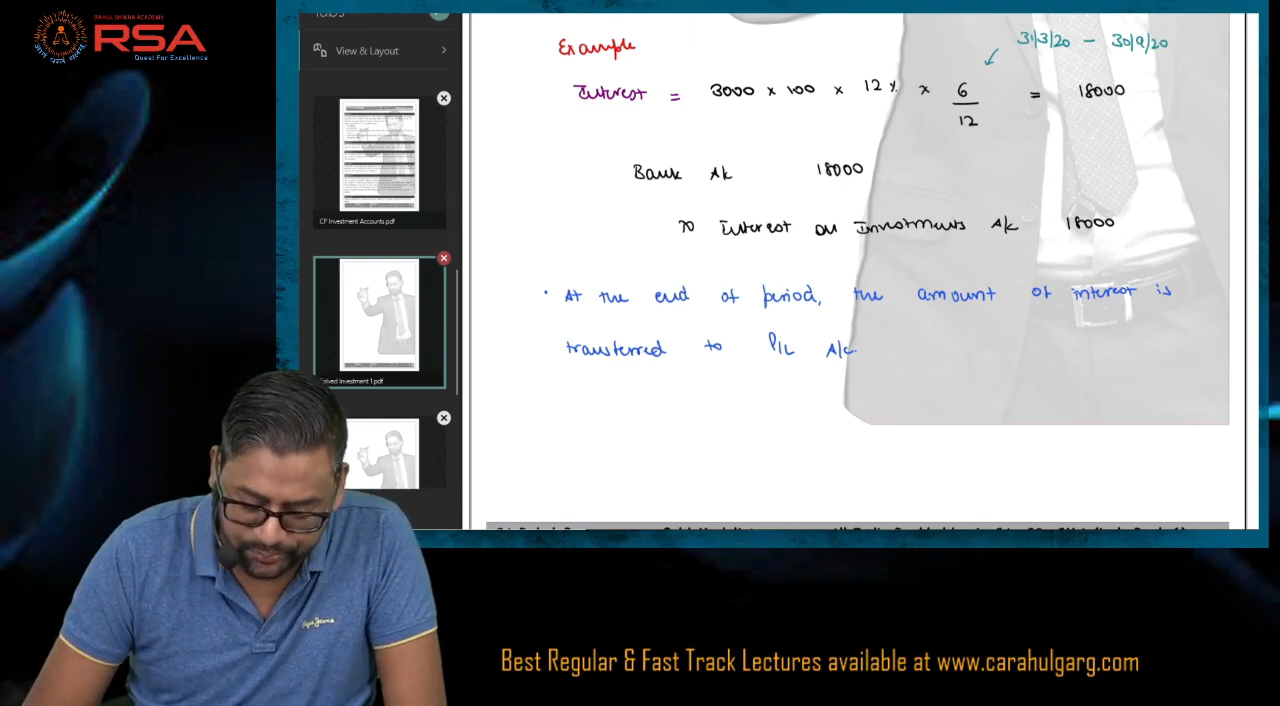 RAHUL SHIKHA ACADEMY
RSA
Quest For Excellence
View & Layout
CP Investment Accounts.pdf
Solved Investment 1.pdf
Example
31/3/20 - 30/9/20
Interest = 3000 x 100 x 12% x 6/12 = 18000
Bank A/c 18000
To Interest on Investments A/c 18000
• At the end of period, the amount of interest is
transferred to P/L A/c.
Best Regular & Fast Track Lectures available at www.carahulgarg.com